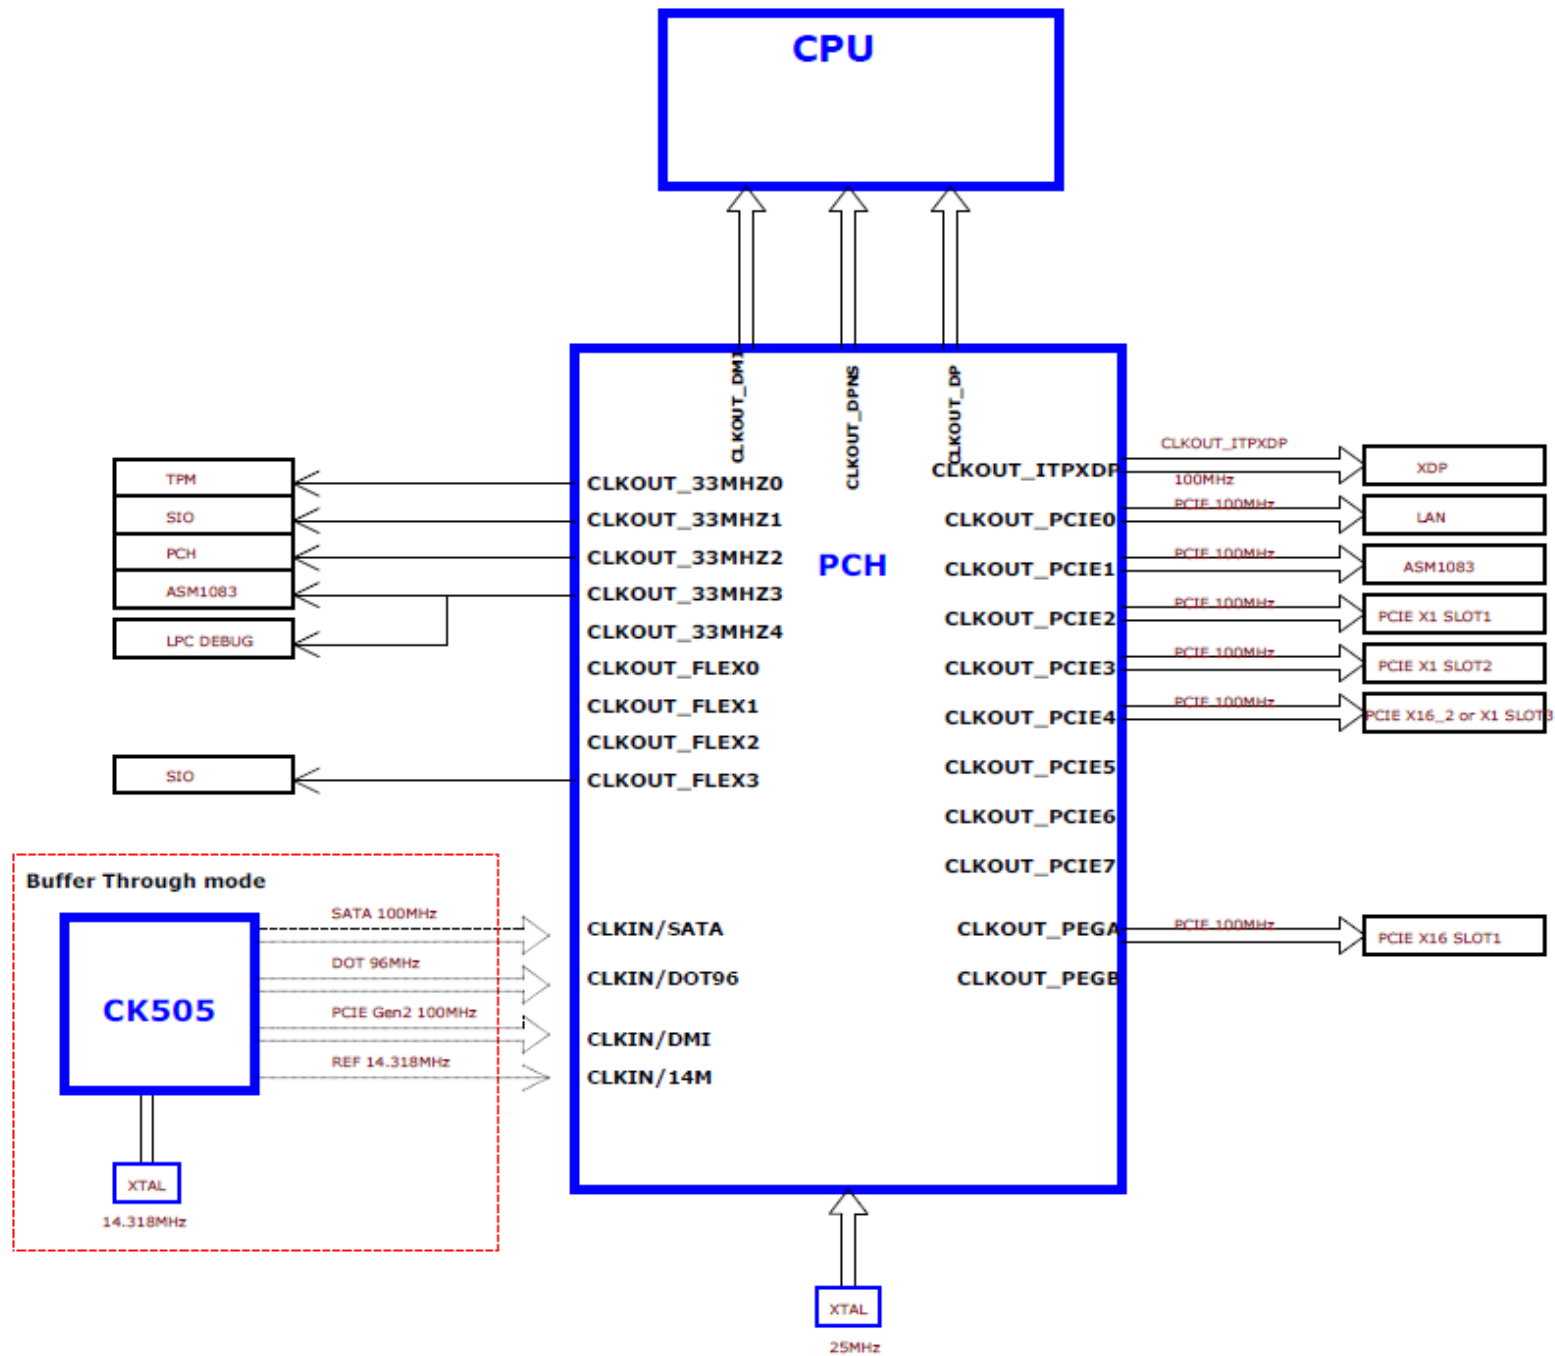 CPU
CLKOUT_DMI
CLKOUT_DPNS
CLKOUT_DP
PCH
TPM
SIO
PCH
ASM1083
LPC DEBUG
SIO
CLKOUT_33MHZ0
CLKOUT_33MHZ1
CLKOUT_33MHZ2
CLKOUT_33MHZ3
CLKOUT_33MHZ4
CLKOUT_FLEX0
CLKOUT_FLEX1
CLKOUT_FLEX2
CLKOUT_FLEX3
CLKIN/SATA
CLKIN/DOT96
CLKIN/DMI
CLKIN/14M
CLKOUT_ITPXDP
CLKOUT_PCIE0
CLKOUT_PCIE1
CLKOUT_PCIE2
CLKOUT_PCIE3
CLKOUT_PCIE4
CLKOUT_PCIE5
CLKOUT_PCIE6
CLKOUT_PCIE7
CLKOUT_PEGA
CLKOUT_PEGB
CLKOUT_ITPXDP
100MHz
PCIE 100MHz
PCIE 100MHz
PCIE 100MHz
PCIE 100MHz
PCIE 100MHz
PCIE 100MHz
XDP
LAN
ASM1083
PCIE X1 SLOT1
PCIE X1 SLOT2
PCIE X16_2 or X1 SLOT3
PCIE X16 SLOT1
Buffer Through mode
CK505
SATA 100MHz
DOT 96MHz
PCIE Gen2 100MHz
REF 14.318MHz
XTAL
14.318MHz
XTAL
25MHz